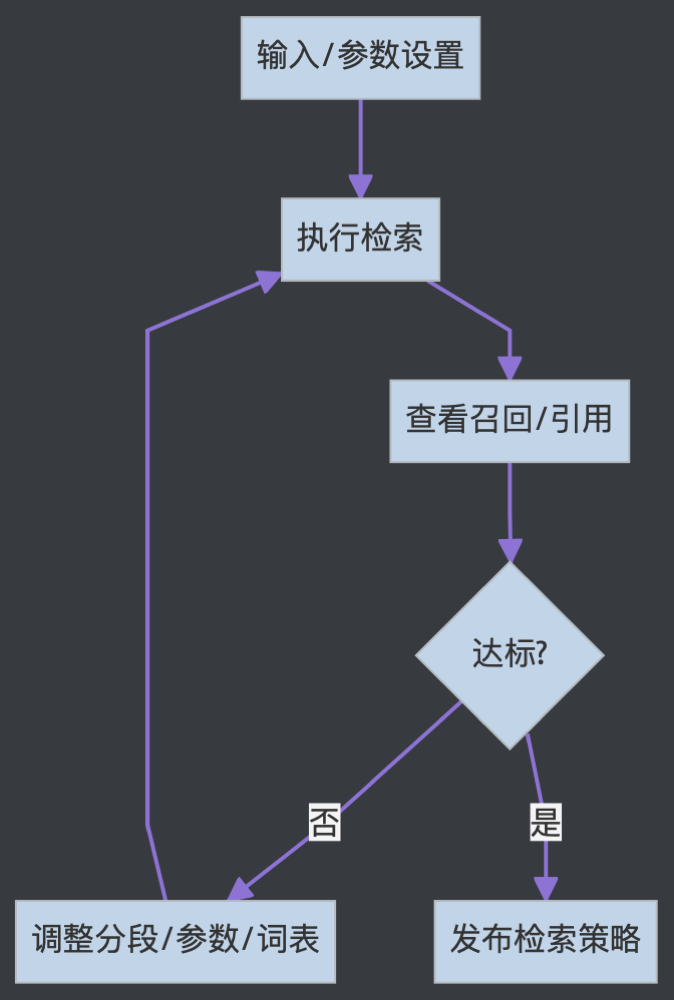 输入/参数设置
执行检索
查看召回/引用
达标?
否
是
调整分段/参数/词表
发布检索策略